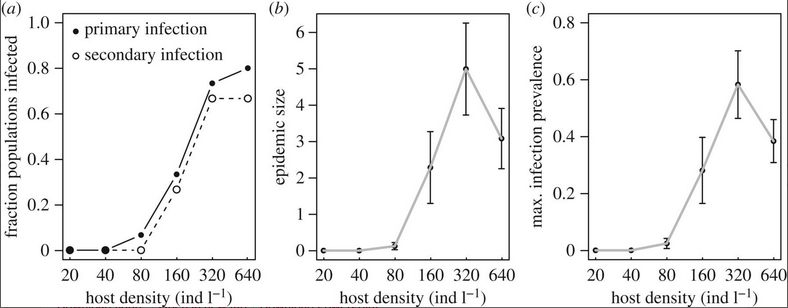 (a)
fraction populations infected
1.0
0.8
0.6
0.4
0.2
0
primary infection
secondary infection
20 40 80 160 320 640
host density (ind l⁻¹)
(b)
epidemic size
6
5
4
3
2
1
0
20 40 80 160 320 640
host density (ind l⁻¹)
(c)
max. infection prevalence
0.8
0.6
0.4
0.2
0
20 40 80 160 320 640
host density (ind l⁻¹)